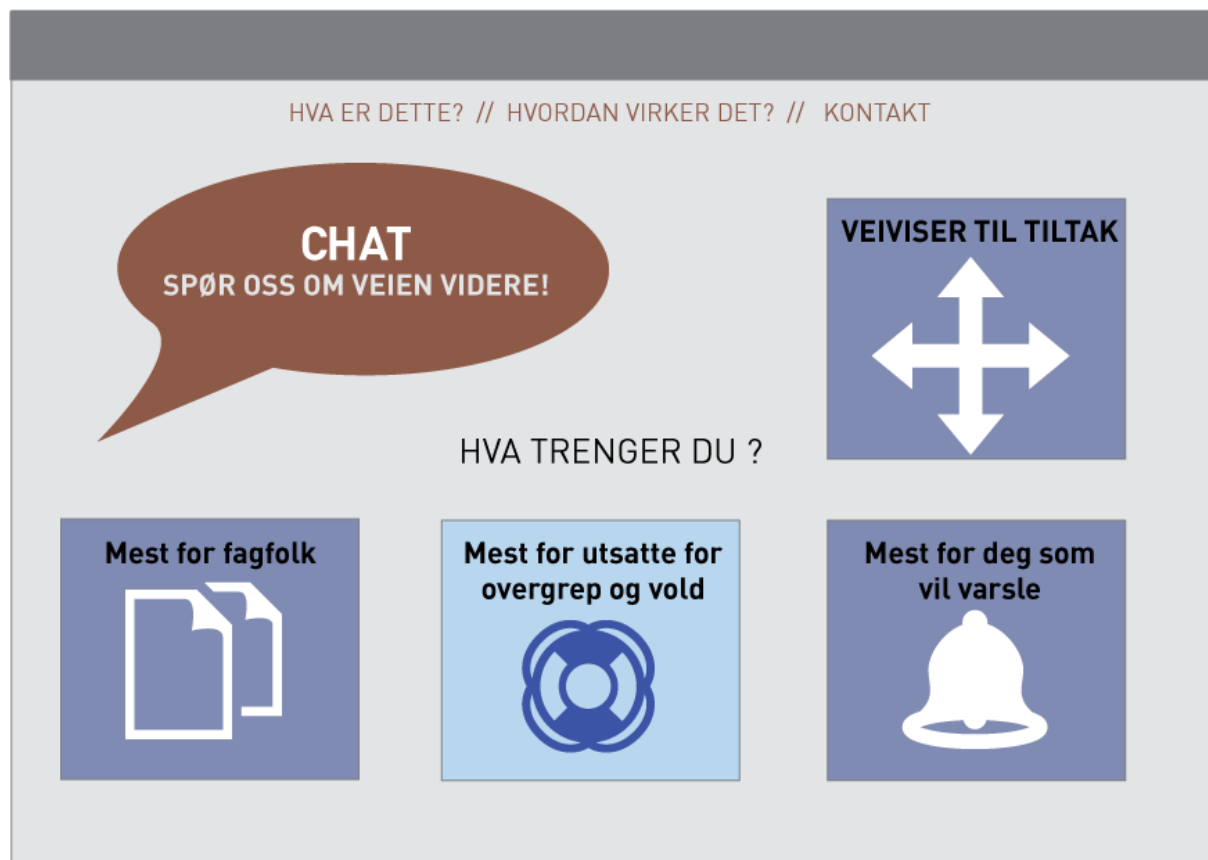 HVA ER DETTE? // HVORDAN VIRKER DET? // KONTAKT
CHAT
SPØR OSS OM VEIEN VIDERE!
VEIVISER TIL TILTAK
HVA TRENGER DU ?
Mest for fagfolk
Mest for utsatte for
overgrep og vold
Mest for deg som
vil varsle